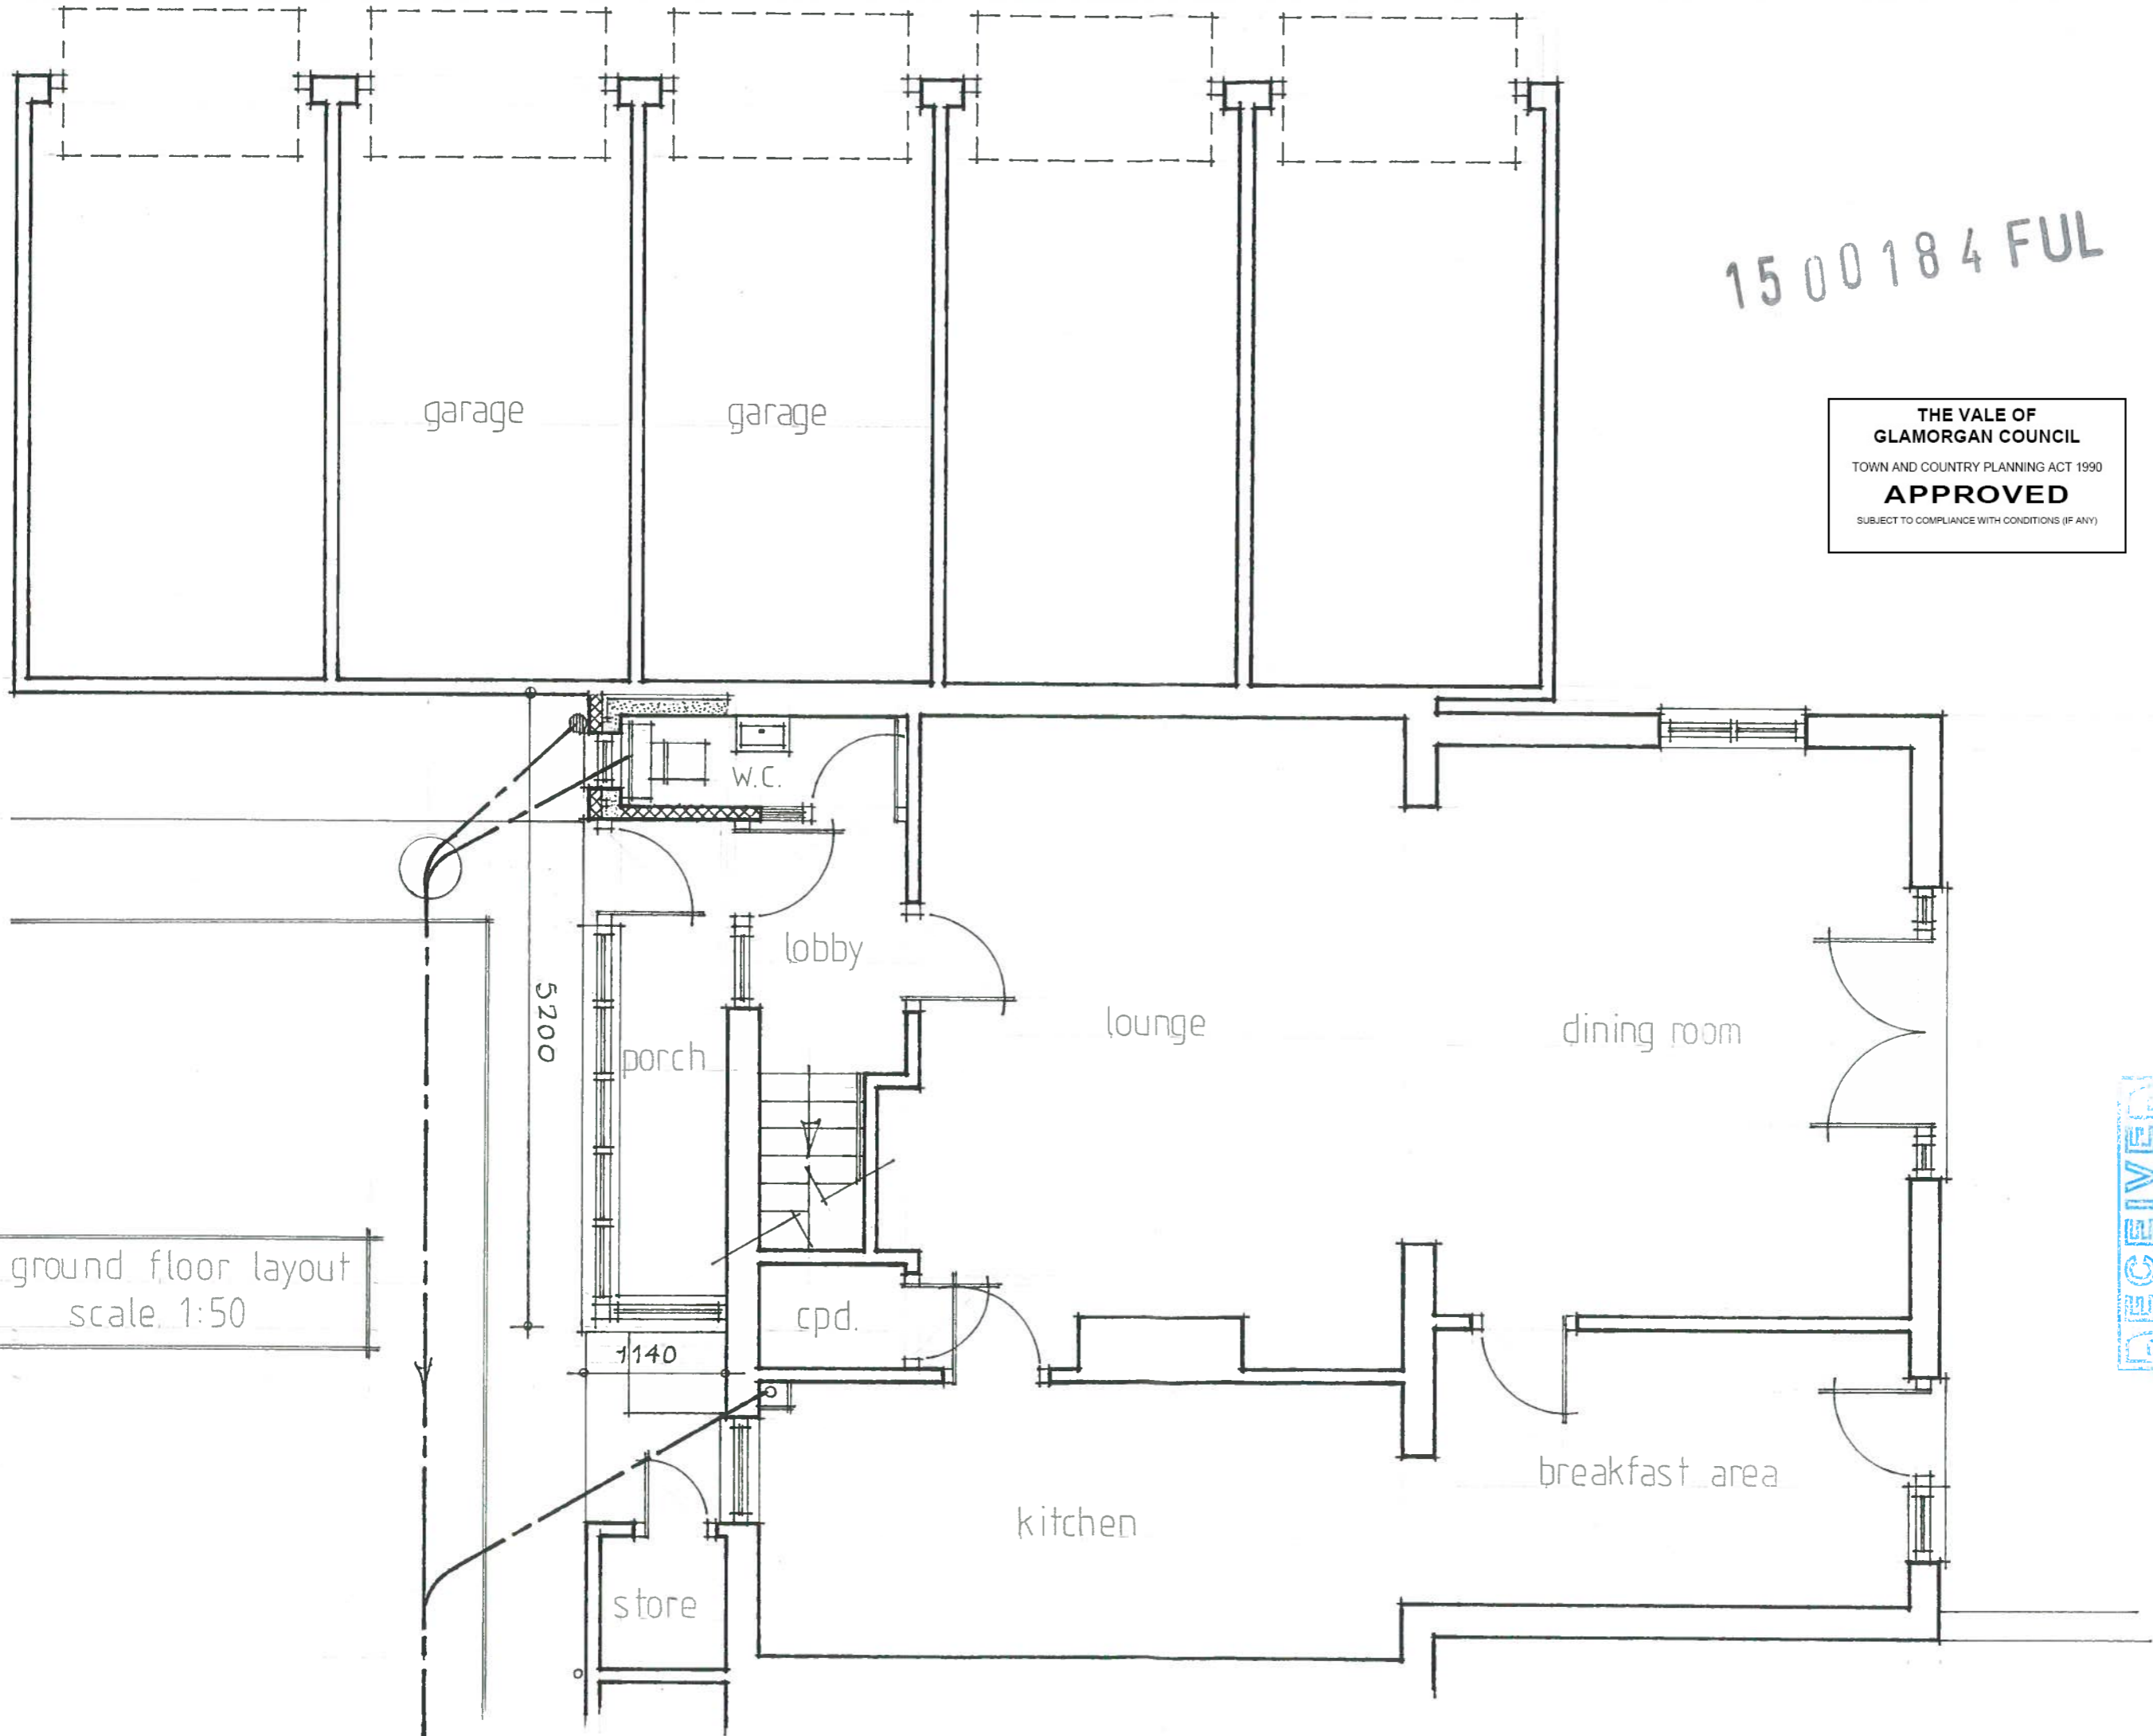 1500184 FUL
THE VALE OF
GLAMORGAN COUNCIL
TOWN AND COUNTRY PLANNING ACT 1990
APPROVED
SUBJECT TO COMPLIANCE WITH CONDITIONS (IF ANY)
garage
garage
W.C.
lobby
5200
porch
lounge
dining room
RECEIVED
ground floor layout
scale 1:50
cpd.
1140
breakfast area
kitchen
store